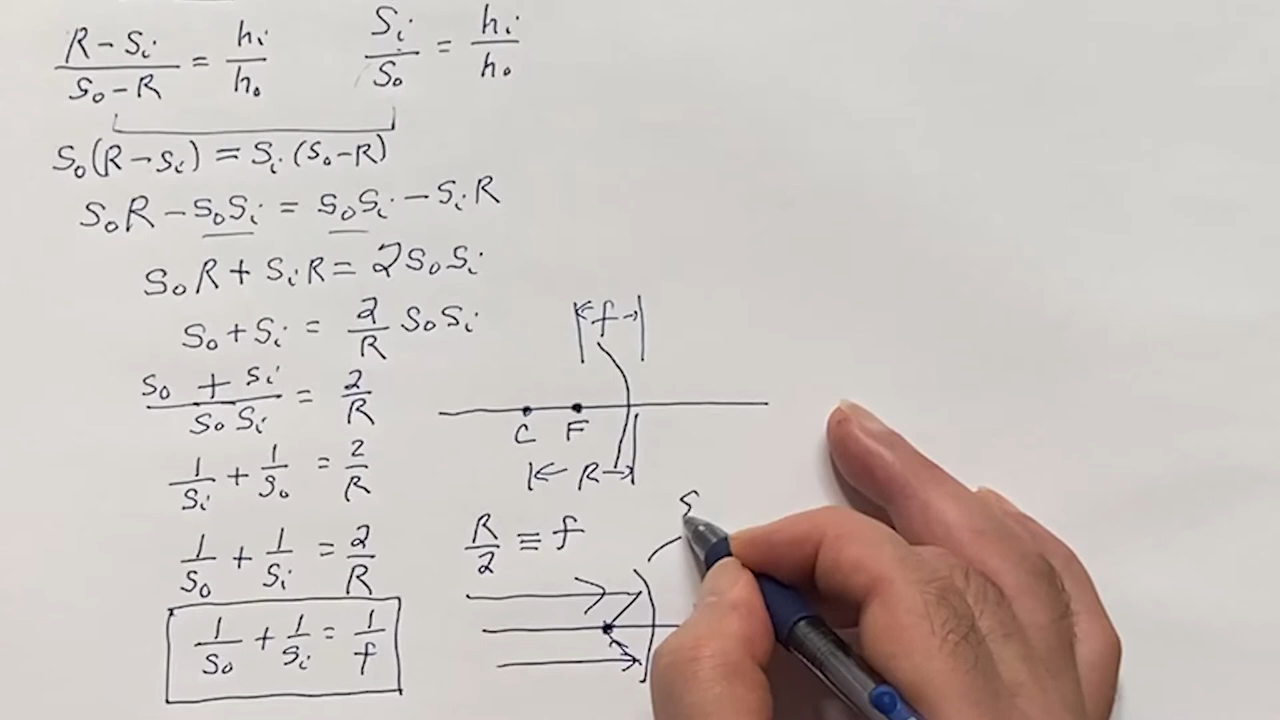 (R-Si)/(So-R) = hi/ho    Si/So = hi/ho
So(R-Si) = Si(So-R)
SoR - SoSi = SoSi - SiR
SoR + SiR = 2SoSi
So + Si = 2/R SoSi
(So + Si)/(SoSi) = 2/R
1/Si + 1/So = 2/R
1/So + 1/Si = 2/R
1/So + 1/Si = 1/f
f
C F
R
R/2 ≡ f
S